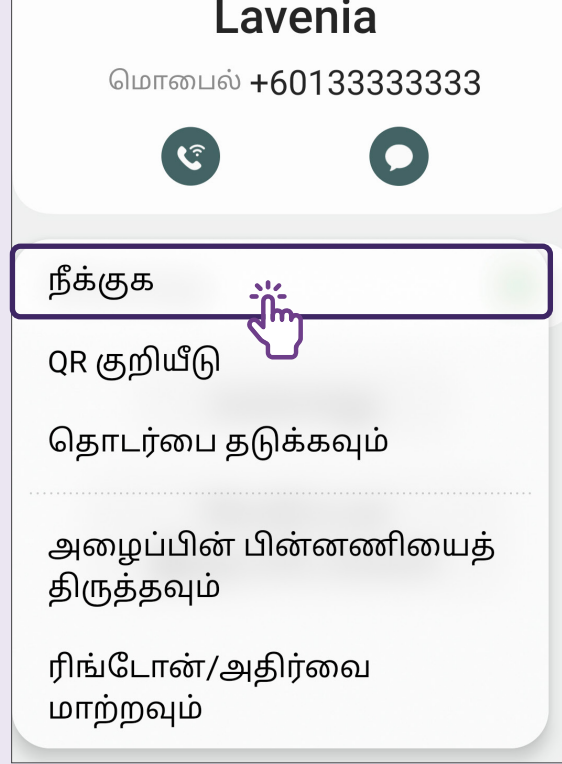 Lavenia
மொபைல் +60133333333
நீக்குக
QR குறியீடு
தொடர்பை தடுக்கவும்
அழைப்பின் பின்னணியைத்
திருத்தவும்
ரிங்டோன்/அதிர்வை
மாற்றவும்